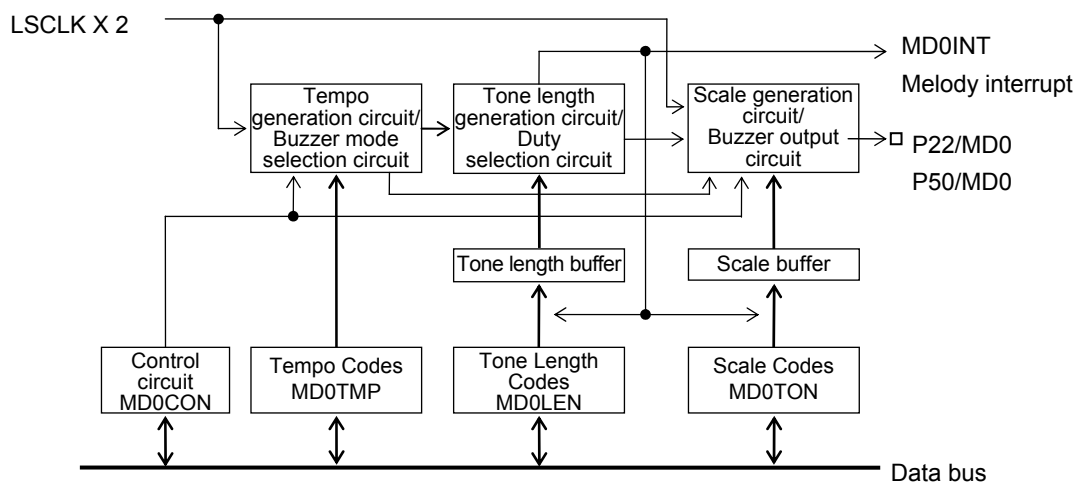 LSCLK X 2
MD0INT
Melody interrupt
Tempo
generation circuit/
Buzzer mode
selection circuit
Tone length
generation circuit/
Duty
selection circuit
Scale generation
circuit/
Buzzer output
circuit
P22/MD0
P50/MD0
Tone length buffer
Scale buffer
Control
circuit
MD0CON
Tempo Codes
MD0TMP
Tone Length
Codes
MD0LEN
Scale Codes
MD0TON
Data bus